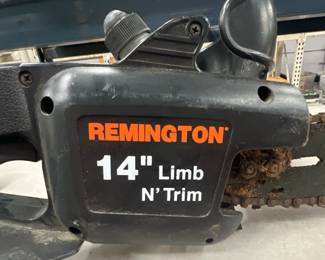 REMINGTON
14" Limb
N' Trim